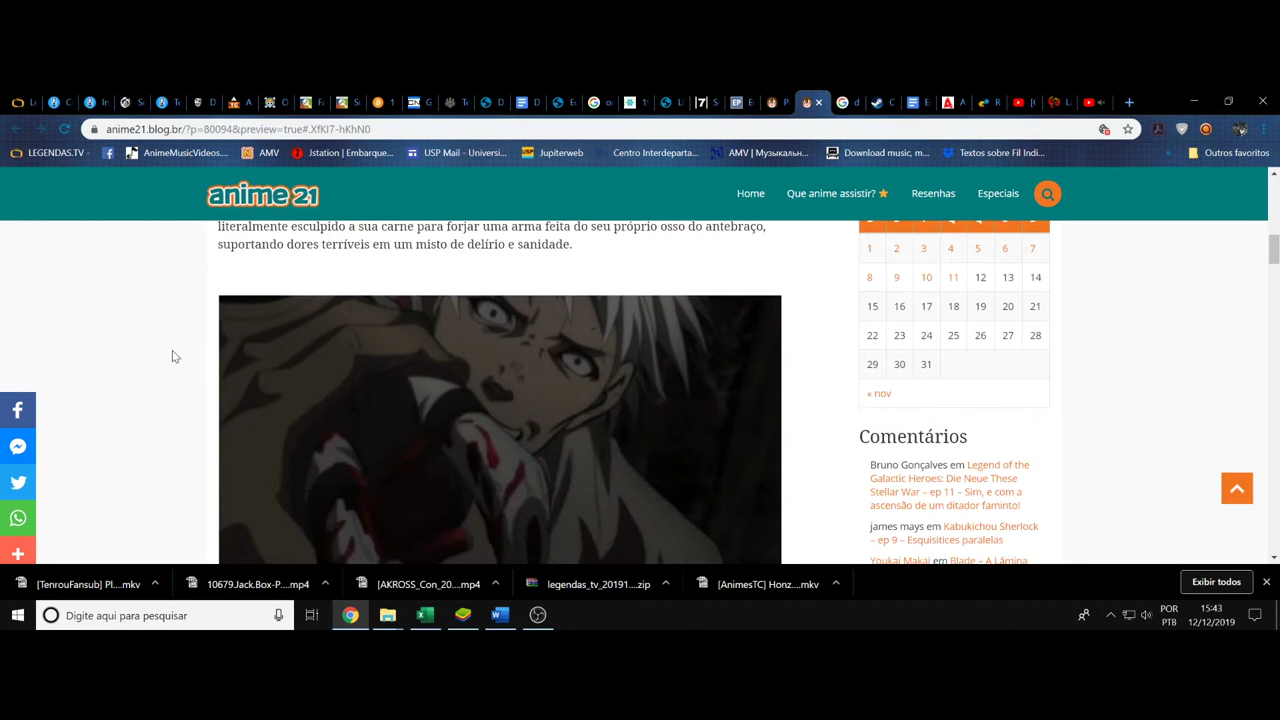 anime21.blog.br/?p=80094&preview=true#.XfKI7-hKhN0
LEGENDAS.TV -
AnimeMusicVideos....
AMV
Jstation | Embarque...
USP Mail - Universi...
Jupiterweb
Centro Interdeparta...
AMV | Музыкальн...
Download music, m...
Textos sobre Fil Indi...
»
Outros favoritos
anime 21
Home
Que anime assistir?
Resenhas
Especiais
literalmente esculpido a sua carne para forjar uma arma feita do seu próprio osso do antebraço,
suportando dores terríveis em um misto de delírio e sanidade.
1 2 3 4 5 6 7
8 9 10 11 12 13 14
15 16 17 18 19 20 21
22 23 24 25 26 27 28
29 30 31
« nov
Comentários
Bruno Gonçalves em Legend of the
Galactic Heroes: Die Neue These
Stellar War – ep 11 – Sim, e com a
ascensão de um ditador faminto!
james mays em Kabukichou Sherlock
– ep 9 – Esquisitices paralelas
Youkai Makai em Blade – A Lâmina
[TenrouFansub] Pl....mkv
10679.Jack.Box-P....mp4
[AKROSS_Con_20....mp4
legendas_tv_20191....zip
[AnimesTC] Honz....mkv
Exibir todos
Digite aqui para pesquisar
POR
PTB
15:43
12/12/2019